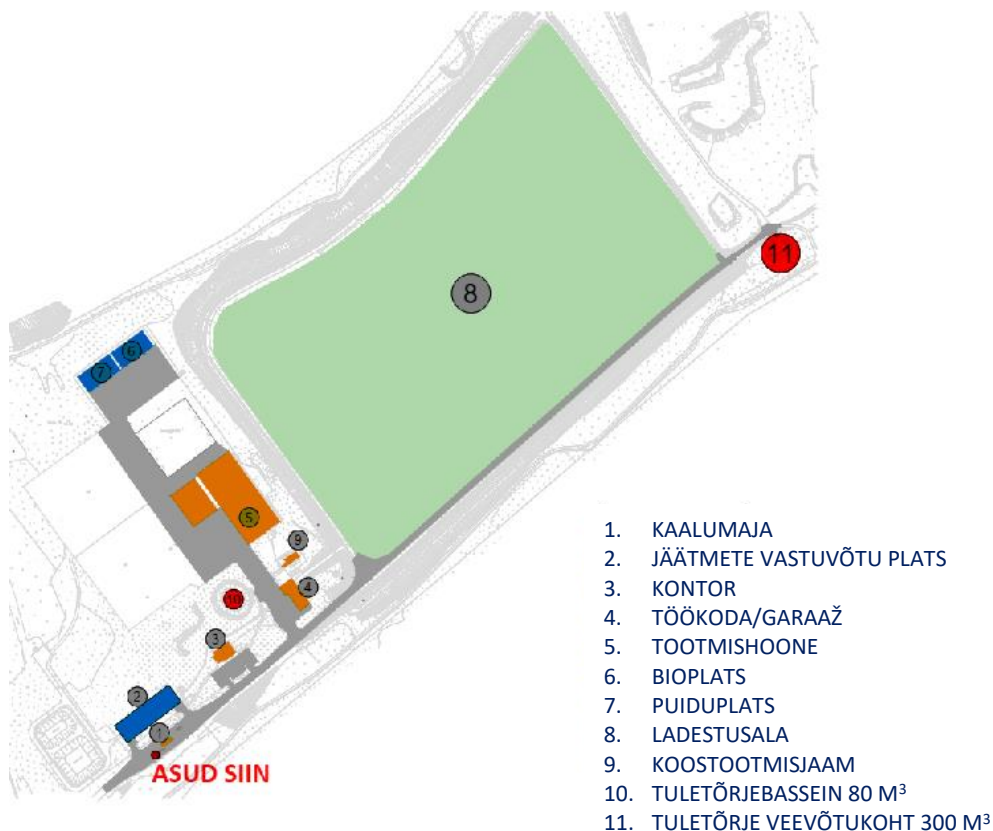 11
8
6
7
5
9
4
10
3
2
1
ASUD SIIN
1. KAALUMAJA
2. JÄÄTMETE VASTUVÕTU PLATS
3. KONTOR
4. TÖÖKODA/GARAAŽ
5. TOOTMISHOONE
6. BIOPLATS
7. PUIDUPLATS
8. LADESTUSALA
9. KOOSTOOTMISJAAM
10. TULETÕRJEBASSEIN 80 M³
11. TULETÕRJE VEEVÕTUKOHT 300 M³